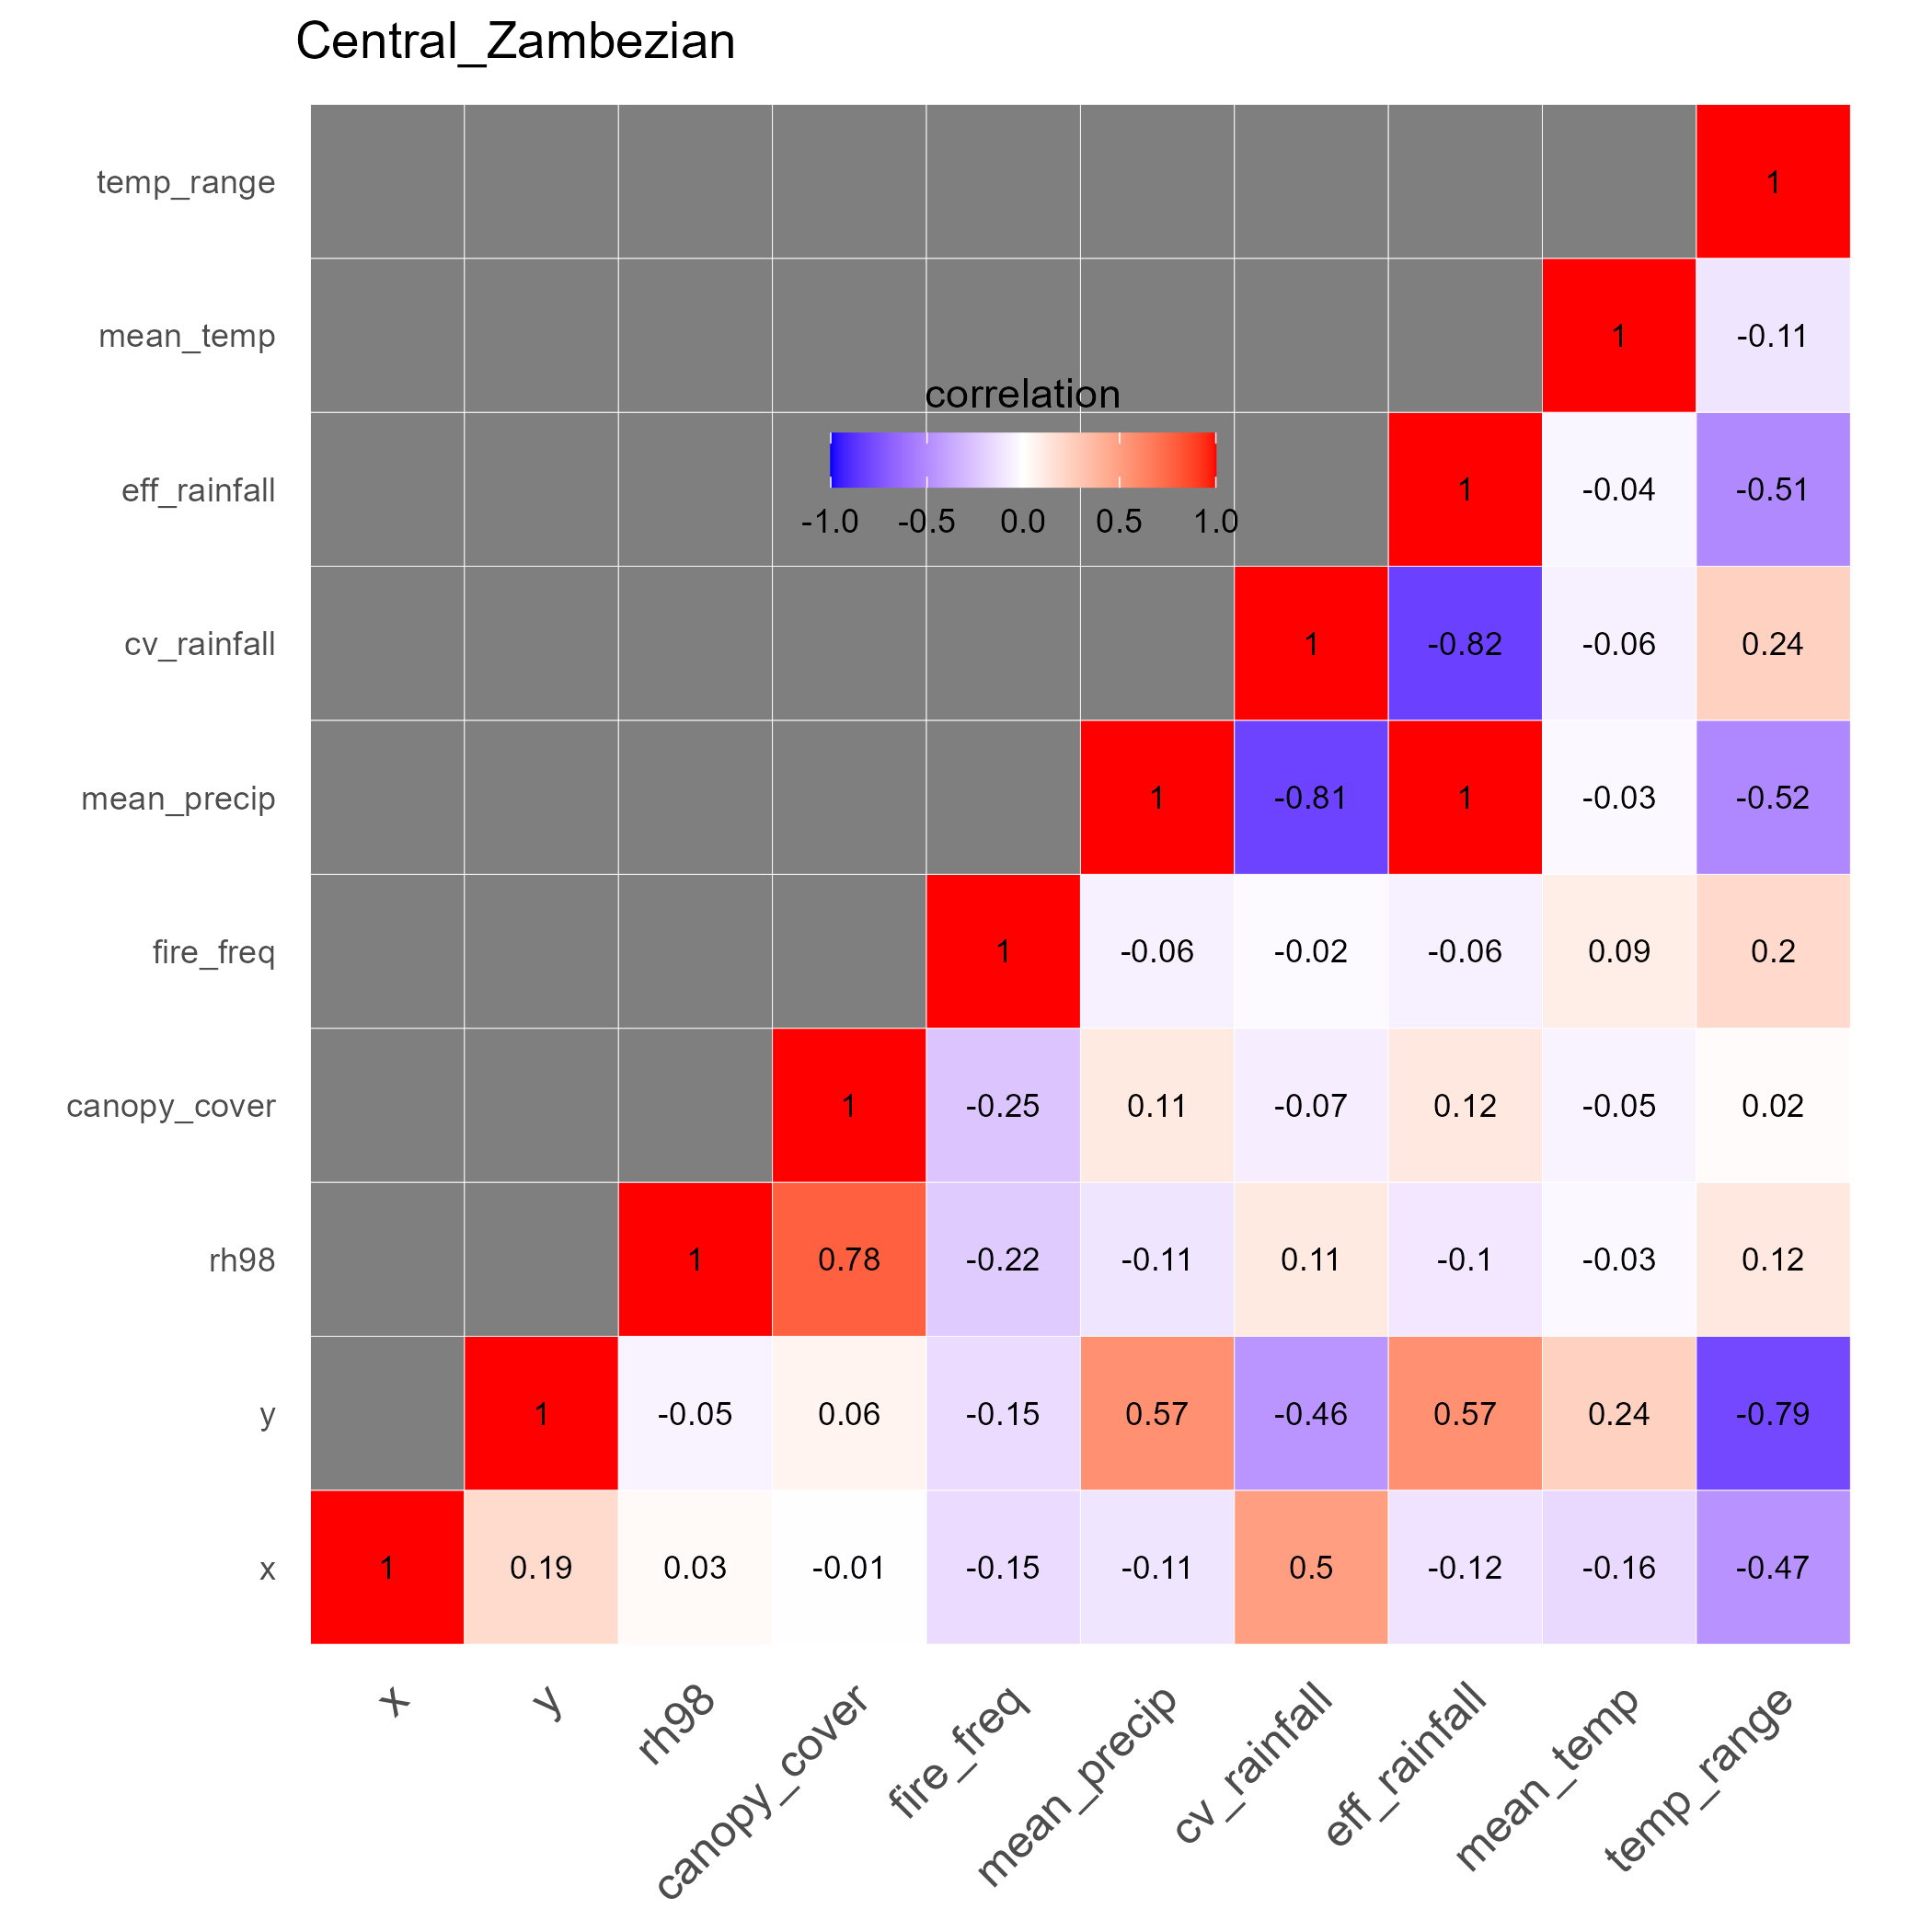 Central_Zambezian
temp_range 1
mean_temp 1 -0.11
correlation
-1.0 -0.5 0.0 0.5 1.0
eff_rainfall 1 -0.04 -0.51
cv_rainfall 1 -0.82 -0.06 0.24
mean_precip 1 -0.81 1 -0.03 -0.52
fire_freq 1 -0.06 -0.02 -0.06 0.09 0.2
canopy_cover 1 -0.25 0.11 -0.07 0.12 -0.05 0.02
rh98 1 0.78 -0.22 -0.11 0.11 -0.1 -0.03 0.12
y 1 -0.05 0.06 -0.15 0.57 -0.46 0.57 0.24 -0.79
x 1 0.19 0.03 -0.01 -0.15 -0.11 0.5 -0.12 -0.16 -0.47
x y rh98 canopy_cover fire_freq mean_precip cv_rainfall eff_rainfall mean_temp temp_range